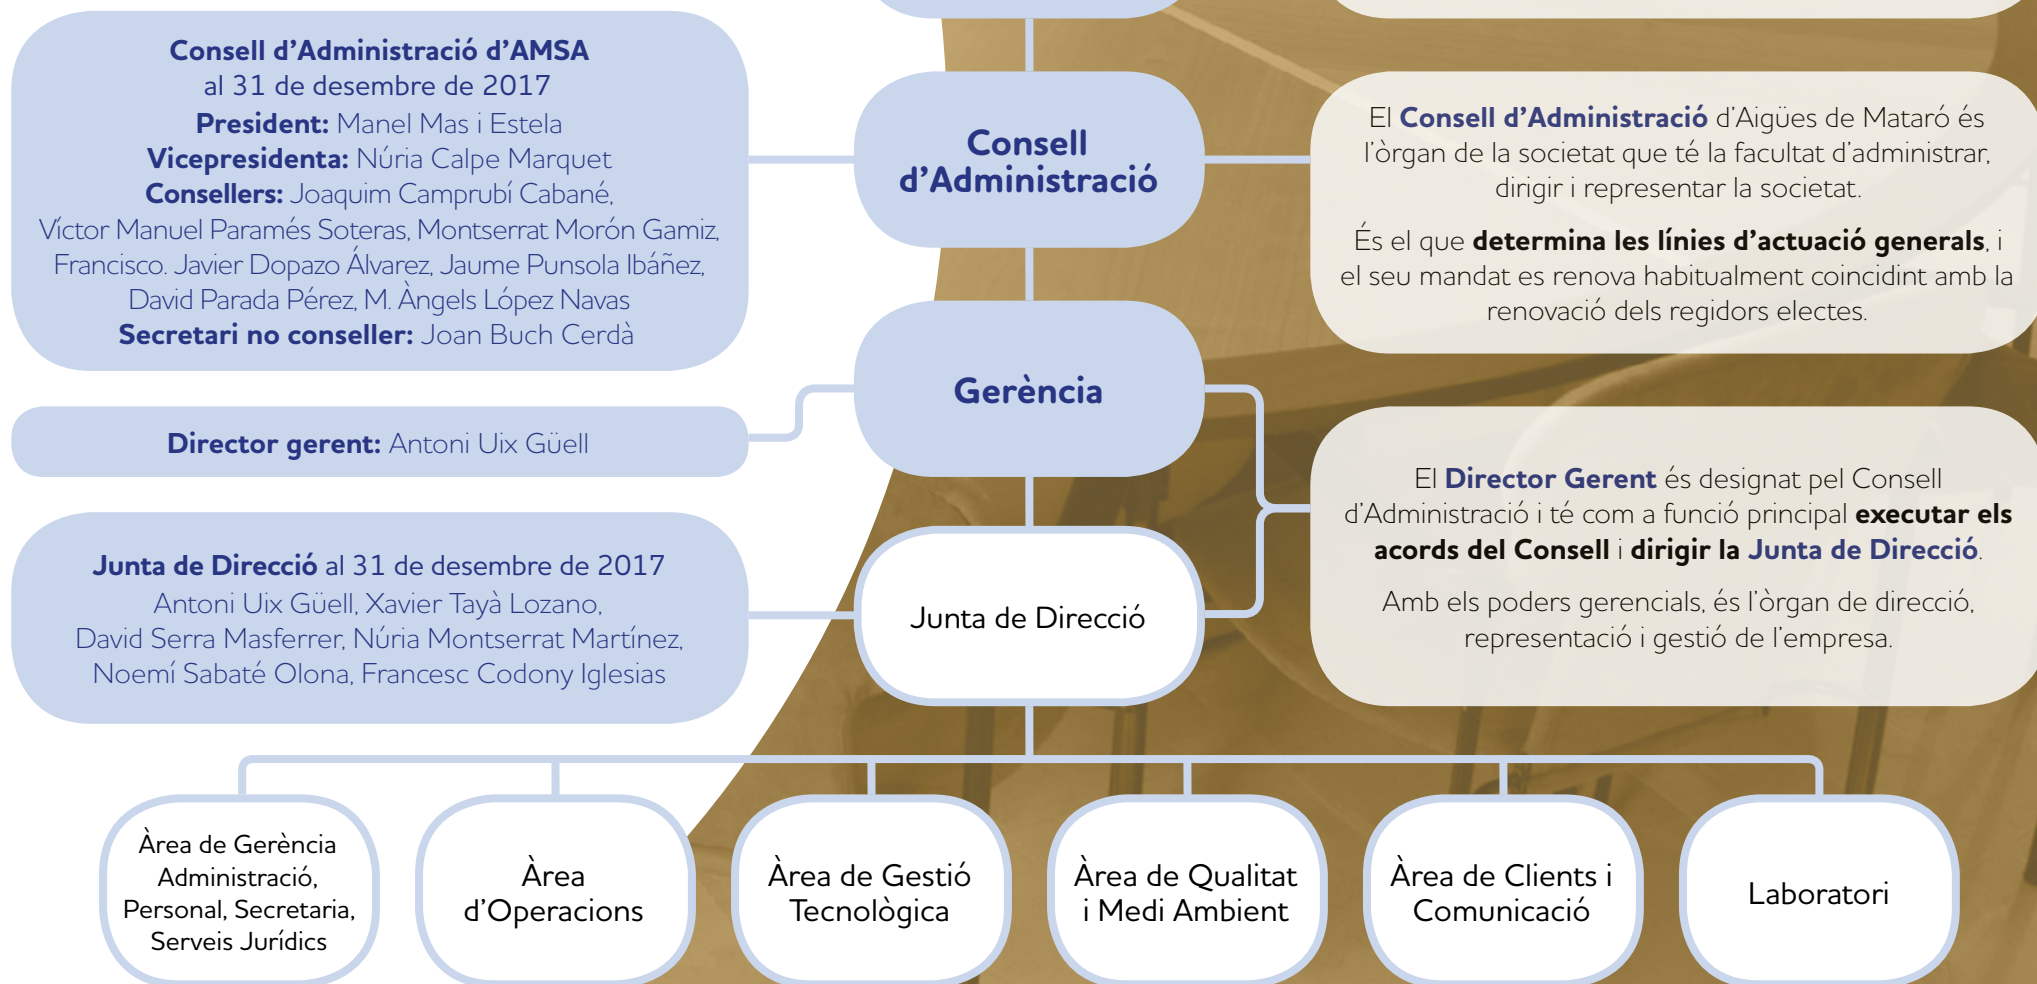 Consell d'Administració d'AMSA
al 31 de desembre de 2017
President: Manel Mas i Estela
Vicepresidenta: Núria Calpe Marquet
Consellers: Joaquim Camprubí Cabané,
Víctor Manuel Paramés Soteras, Montserrat Morón Gamiz,
Francisco. Javier Dopazo Álvarez, Jaume Punsola Ibáñez,
David Parada Pérez, M. Àngels López Navas
Secretari no conseller: Joan Buch Cerdà
Consell
d'Administració
El Consell d'Administració d'Aigües de Mataró és
l'òrgan de la societat que té la facultat d'administrar,
dirigir i representar la societat.
És el que determina les línies d'actuació generals, i
el seu mandat es renova habitualment coincidint amb la
renovació dels regidors electes.
Gerència
Director gerent: Antoni Uix Güell
El Director Gerent és designat pel Consell
d'Administració i té com a funció principal executar els
acords del Consell i dirigir la Junta de Direcció.
Amb els poders gerencials, és l'òrgan de direcció,
representació i gestió de l'empresa.
Junta de Direcció al 31 de desembre de 2017
Antoni Uix Güell, Xavier Tayà Lozano,
David Serra Masferrer, Núria Montserrat Martínez,
Noemí Sabaté Olona, Francesc Codony Iglesias
Junta de Direcció
Àrea de Gerència
Administració,
Personal, Secretaria,
Serveis Jurídics
Àrea
d'Operacions
Àrea de Gestió
Tecnològica
Àrea de Qualitat
i Medi Ambient
Àrea de Clients i
Comunicació
Laboratori